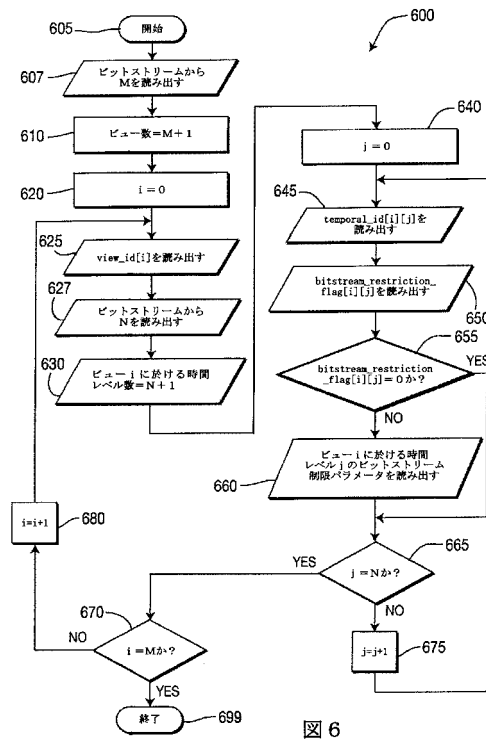 600
605
開始
607
ビットストリームから
Mを読み出す
610
ビュー数=M+1
620
i=0
625
view_id[i]を読み出す
627
ビットストリームから
Nを読み出す
630
ビューiに於ける時間
レベル数=N+1
640
j=0
645
temporal_id[i][j]を
読み出す
bitstream_restriction_
flag[i][j]を読み出す
650
655
bitstream_restriction
_flag[i][j]=0か?
YES
NO
660
ビューiに於ける時間
レベルjのビットストリーム
制限パラメータを読み出す
665
j=Nか?
YES
NO
675
j=j+1
670
i=Mか?
NO
YES
i=i+1
680
終了
699
図6